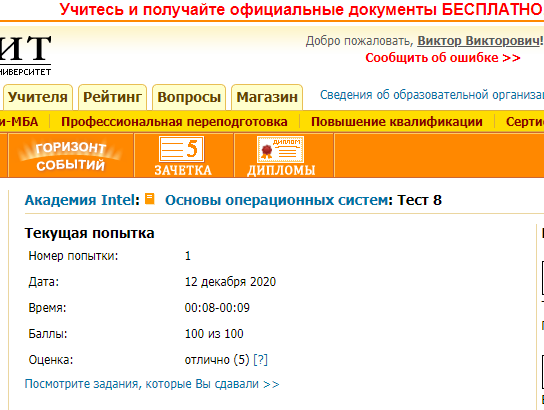 Учитесь и получайте официальные документы БЕСПЛАТНО
ИТ
НИВЕРСИТЕТ
Добро пожаловать, Виктор Викторович!
Сообщить об ошибке >>
Учителя Рейтинг Вопросы Магазин Сведения об образовательной организа
и-МБА Профессиональная переподготовка Повышение квалификации Серти
ГОРИЗОНТ СОБЫТИЙ
5
ЗАЧЕТКА
ДИПЛОМ
ДИПЛОМЫ
Академия Intel: Основы операционных систем: Тест 8
Текущая попытка
Номер попытки: 1
Дата: 12 декабря 2020
Время: 00:08-00:09
Баллы: 100 из 100
Оценка: отлично (5) [?]
Посмотрите задания, которые Вы сдавали >>